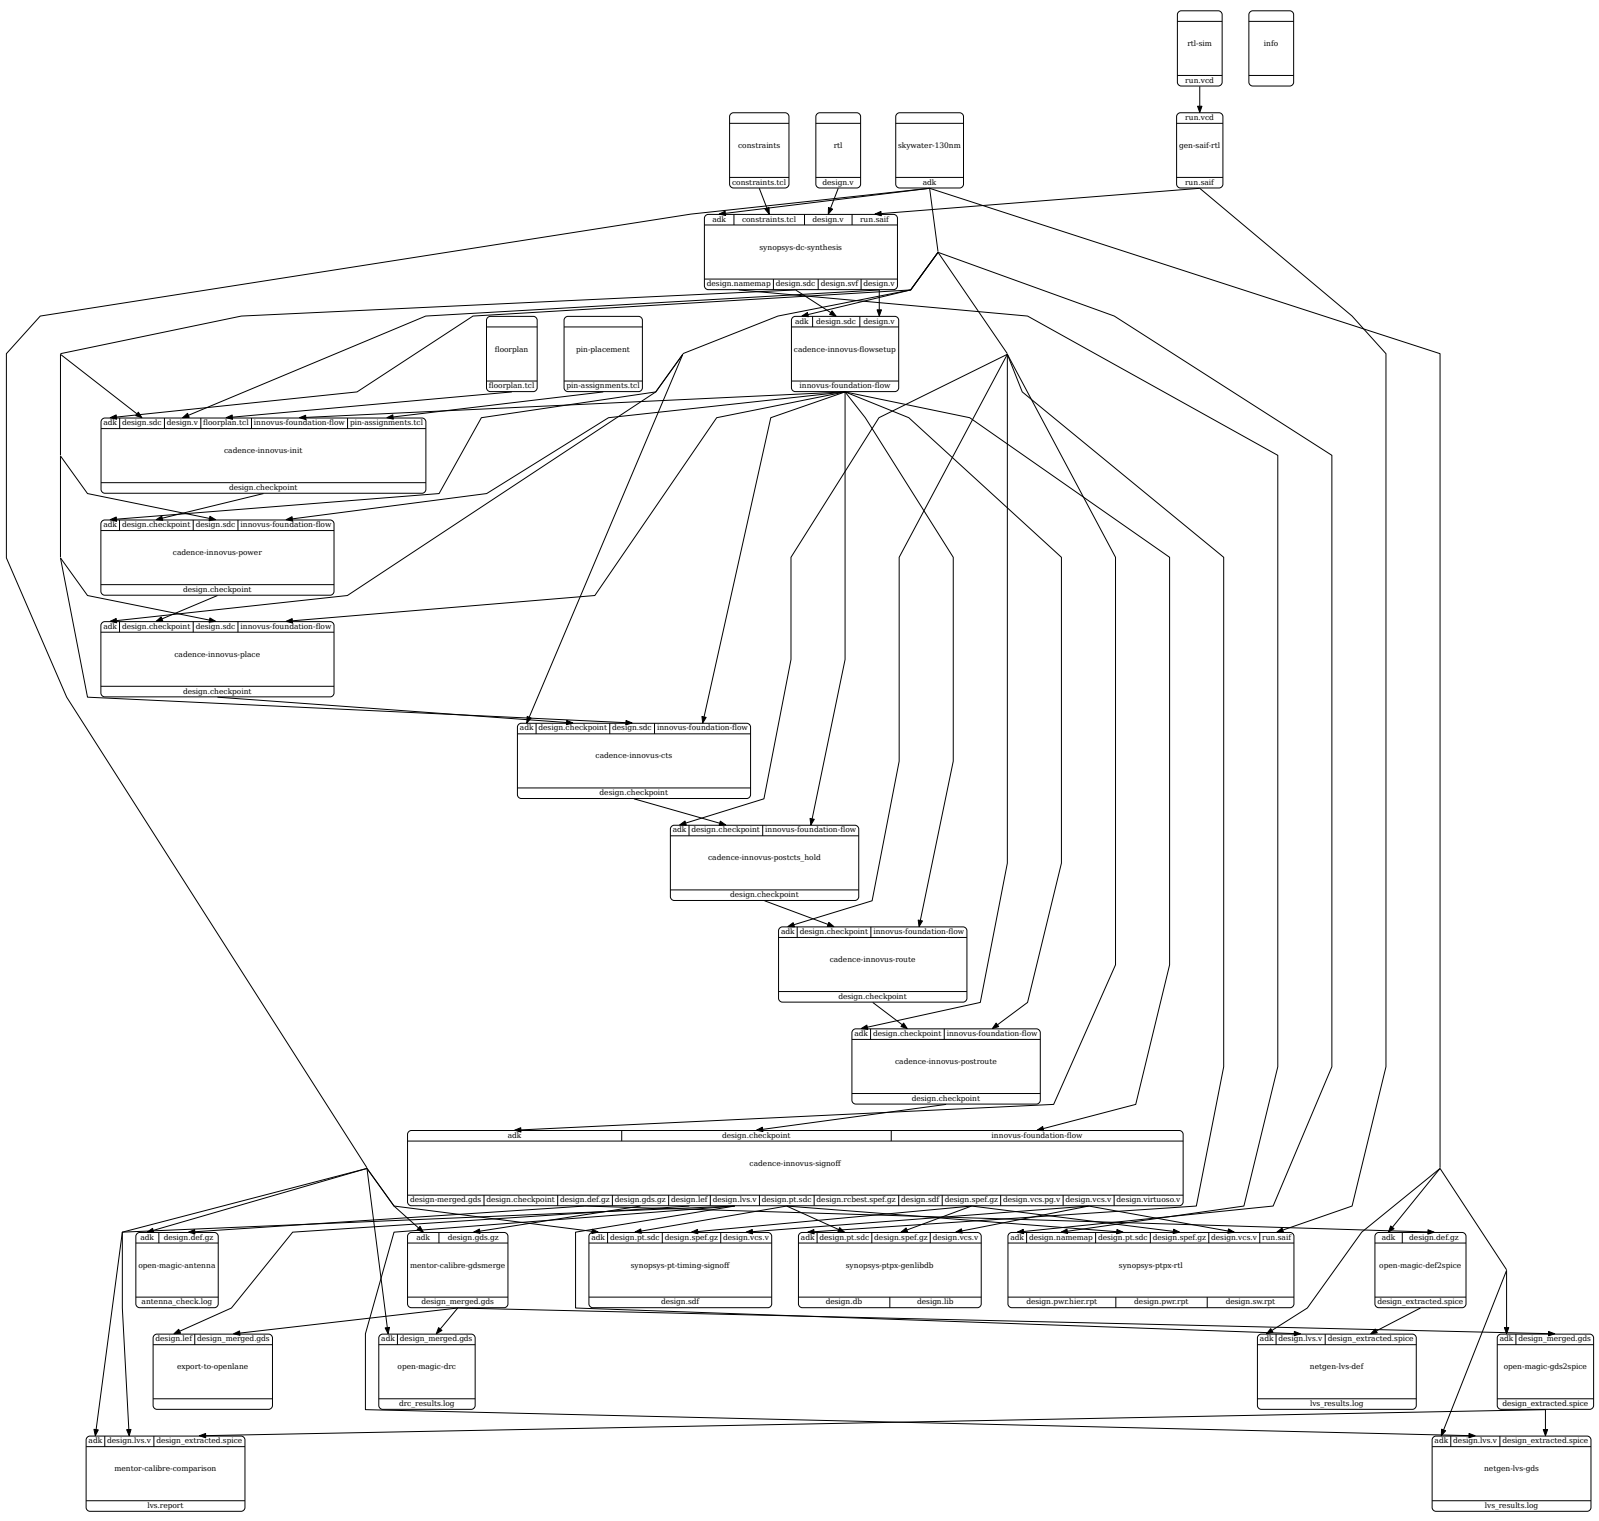 rtl-sim
run.vcd
info
constraints
constraints.tcl
rtl
design.v
skywater-130nm
adk
run.vcd
gen-saif-rtl
run.saif
adk constraints.tcl design.v run.saif
synopsys-dc-synthesis
design.namemap design.sdc design.svf design.v
floorplan
floorplan.tcl
pin-placement
pin-assignments.tcl
adk design.sdc design.v
cadence-innovus-flowsetup
innovus-foundation-flow
adk design.sdc design.v floorplan.tcl innovus-foundation-flow pin-assignments.tcl
cadence-innovus-init
design.checkpoint
adk design.checkpoint design.sdc innovus-foundation-flow
cadence-innovus-power
design.checkpoint
adk design.checkpoint design.sdc innovus-foundation-flow
cadence-innovus-place
design.checkpoint
adk design.checkpoint design.sdc innovus-foundation-flow
cadence-innovus-cts
design.checkpoint
adk design.checkpoint innovus-foundation-flow
cadence-innovus-postcts_hold
design.checkpoint
adk design.checkpoint innovus-foundation-flow
cadence-innovus-route
design.checkpoint
adk design.checkpoint innovus-foundation-flow
cadence-innovus-postroute
design.checkpoint
adk design.checkpoint innovus-foundation-flow
cadence-innovus-signoff
design-merged.gds design.checkpoint design.def.gz design.gds.gz design.lef design.lvs.v design.pt.sdc design.rcbest.spef.gz design.sdf design.spef.gz design.vcs.pg.v design.vcs.v design.virtuoso.v
adk design.def.gz
open-magic-antenna
antenna_check.log
adk design.gds.gz
mentor-calibre-gdsmerge
design_merged.gds
adk design.pt.sdc design.spef.gz design.vcs.v
synopsys-pt-timing-signoff
design.sdf
adk design.pt.sdc design.spef.gz design.vcs.v
synopsys-ptpx-genlibdb
design.db design.lib
adk design.namemap design.pt.sdc design.spef.gz design.vcs.v run.saif
synopsys-ptpx-rtl
design.pwr.hier.rpt design.pwr.rpt design.sw.rpt
adk design.def.gz
open-magic-def2spice
design_extracted.spice
design.lef design_merged.gds
export-to-openlane
adk design_merged.gds
open-magic-drc
drc_results.log
adk design.lvs.v design_extracted.spice
netgen-lvs-def
lvs_results.log
adk design_merged.gds
open-magic-gds2spice
design_extracted.spice
adk design.lvs.v design_extracted.spice
mentor-calibre-comparison
lvs.report
adk design.lvs.v design_extracted.spice
netgen-lvs-gds
lvs_results.log